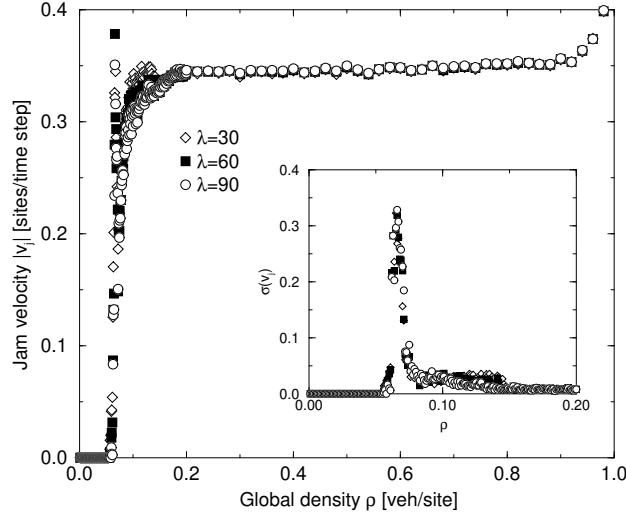 0.4
0.3
0.2
0.1
0.0
Jam velocity |vⱼ| [sites/time step]
λ=30
λ=60
λ=90
0.4
0.3
0.2
0.1
0.0
σ(vⱼ)
0.00 0.10 0.20
ρ
0.0 0.2 0.4 0.6 0.8 1.0
Global density ρ [veh/site]